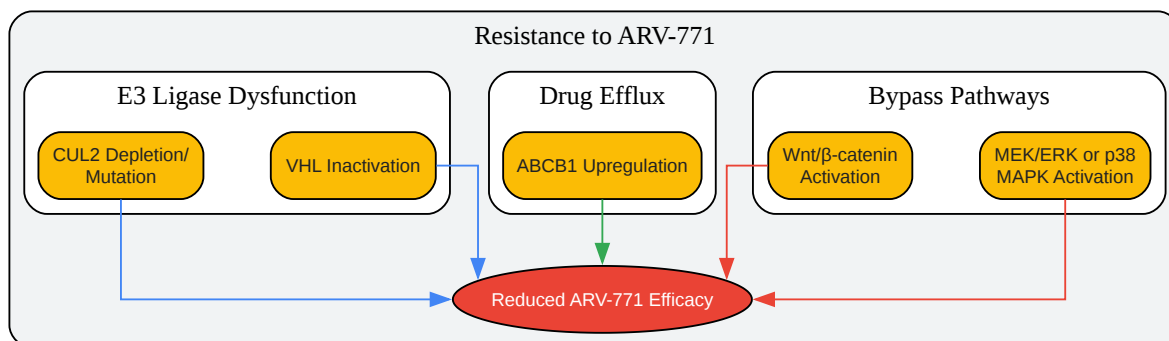 Resistance to ARV-771
E3 Ligase Dysfunction
CUL2 Depletion/
Mutation
VHL Inactivation
Drug Efflux
ABCB1 Upregulation
Bypass Pathways
Wnt/β-catenin
Activation
MEK/ERK or p38
MAPK Activation
Reduced ARV-771 Efficacy